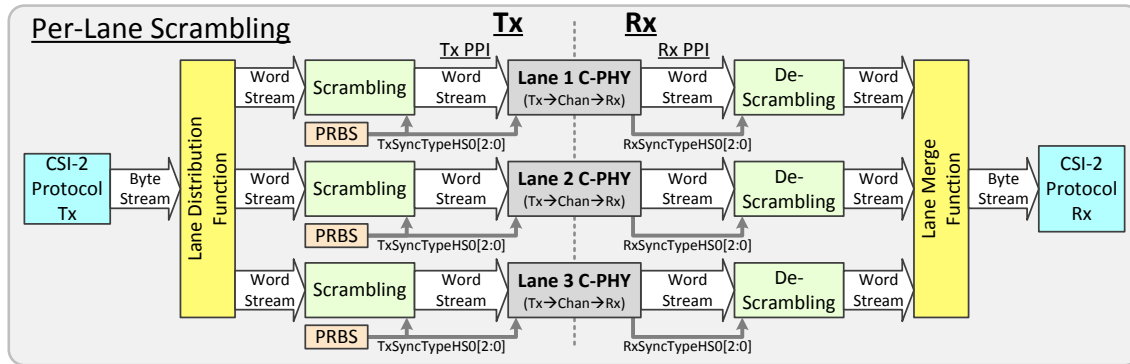 Per-Lane Scrambling
Tx
Rx
Tx PPI
Rx PPI
CSI-2
Protocol
Tx
Byte
Stream
Lane Distribution
Function
Word
Stream
Scrambling
Word
Stream
Lane 1 C-PHY
(Tx→Chan→Rx)
Word
Stream
De-
Scrambling
Word
Stream
PRBS
TxSyncTypeHS0[2:0]
RxSyncTypeHS0[2:0]
Word
Stream
Scrambling
Word
Stream
Lane 2 C-PHY
(Tx→Chan→Rx)
Word
Stream
De-
Scrambling
Word
Stream
PRBS
TxSyncTypeHS0[2:0]
RxSyncTypeHS0[2:0]
Word
Stream
Scrambling
Word
Stream
Lane 3 C-PHY
(Tx→Chan→Rx)
Word
Stream
De-
Scrambling
Word
Stream
PRBS
TxSyncTypeHS0[2:0]
RxSyncTypeHS0[2:0]
Lane Merge
Function
Byte
Stream
CSI-2
Protocol
Rx